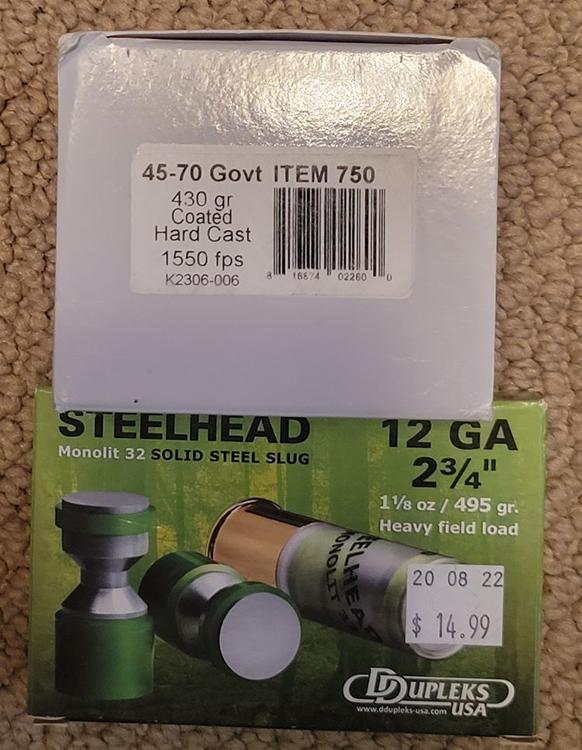 45-70 Govt ITEM 750
430 gr
Coated
Hard Cast
1550 fps
K2306-006
8 16874 02260 0
STEELHEAD
Monolit 32 SOLID STEEL SLUG
12 GA
2¾"
1⅛ oz / 495 gr.
Heavy field load
20 08 22
$ 14.99
DDUPLEKS
USA
www.ddupleks-usa.com